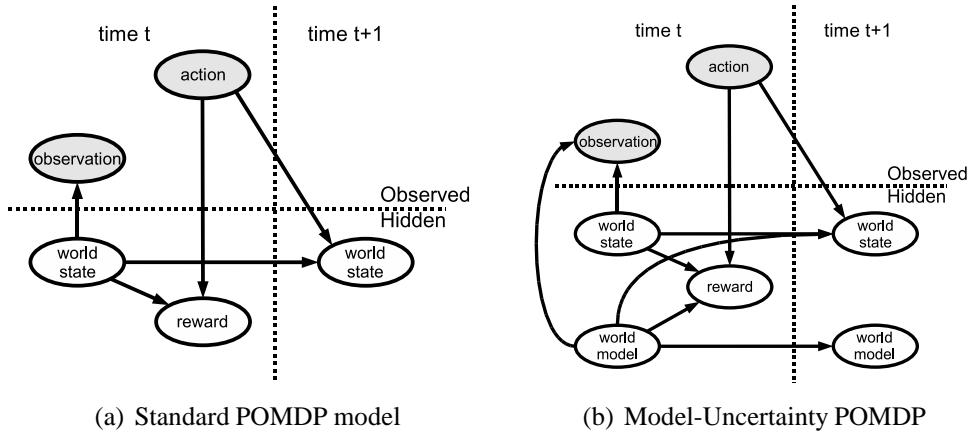 time t
time t+1
action
observation
Observed
Hidden
world
state
world
state
reward
(a) Standard POMDP model
time t
time t+1
action
observation
Observed
Hidden
world
state
world
state
reward
world
model
world
model
(b) Model-Uncertainty POMDP